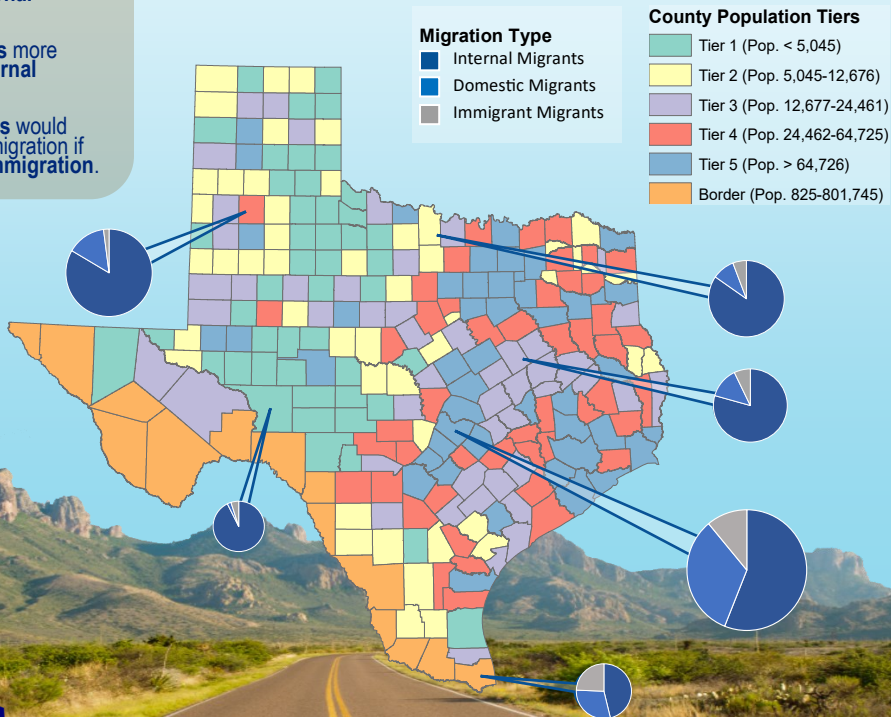 s more
rnal
s would
nigration if
nmigration.
Migration Type
Internal Migrants
Domestic Migrants
Immigrant Migrants
County Population Tiers
Tier 1 (Pop. < 5,045)
Tier 2 (Pop. 5,045-12,676)
Tier 3 (Pop. 12,677-24,461)
Tier 4 (Pop. 24,462-64,725)
Tier 5 (Pop. > 64,726)
Border (Pop. 825-801,745)